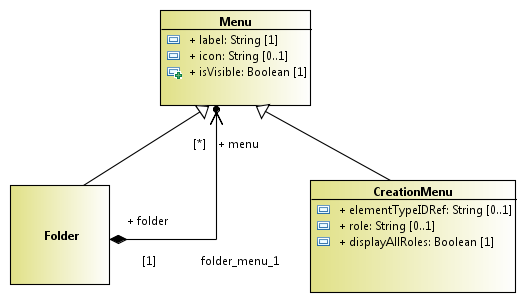 Menu
+ label: String [1]
+ icon: String [0..1]
+ isVisible: Boolean [1]
[*] + menu
CreationMenu
+ elementTypeIDRef: String [0..1]
+ role: String [0..1]
+ displayAllRoles: Boolean [1]
Folder
+ folder
[1] folder_menu_1